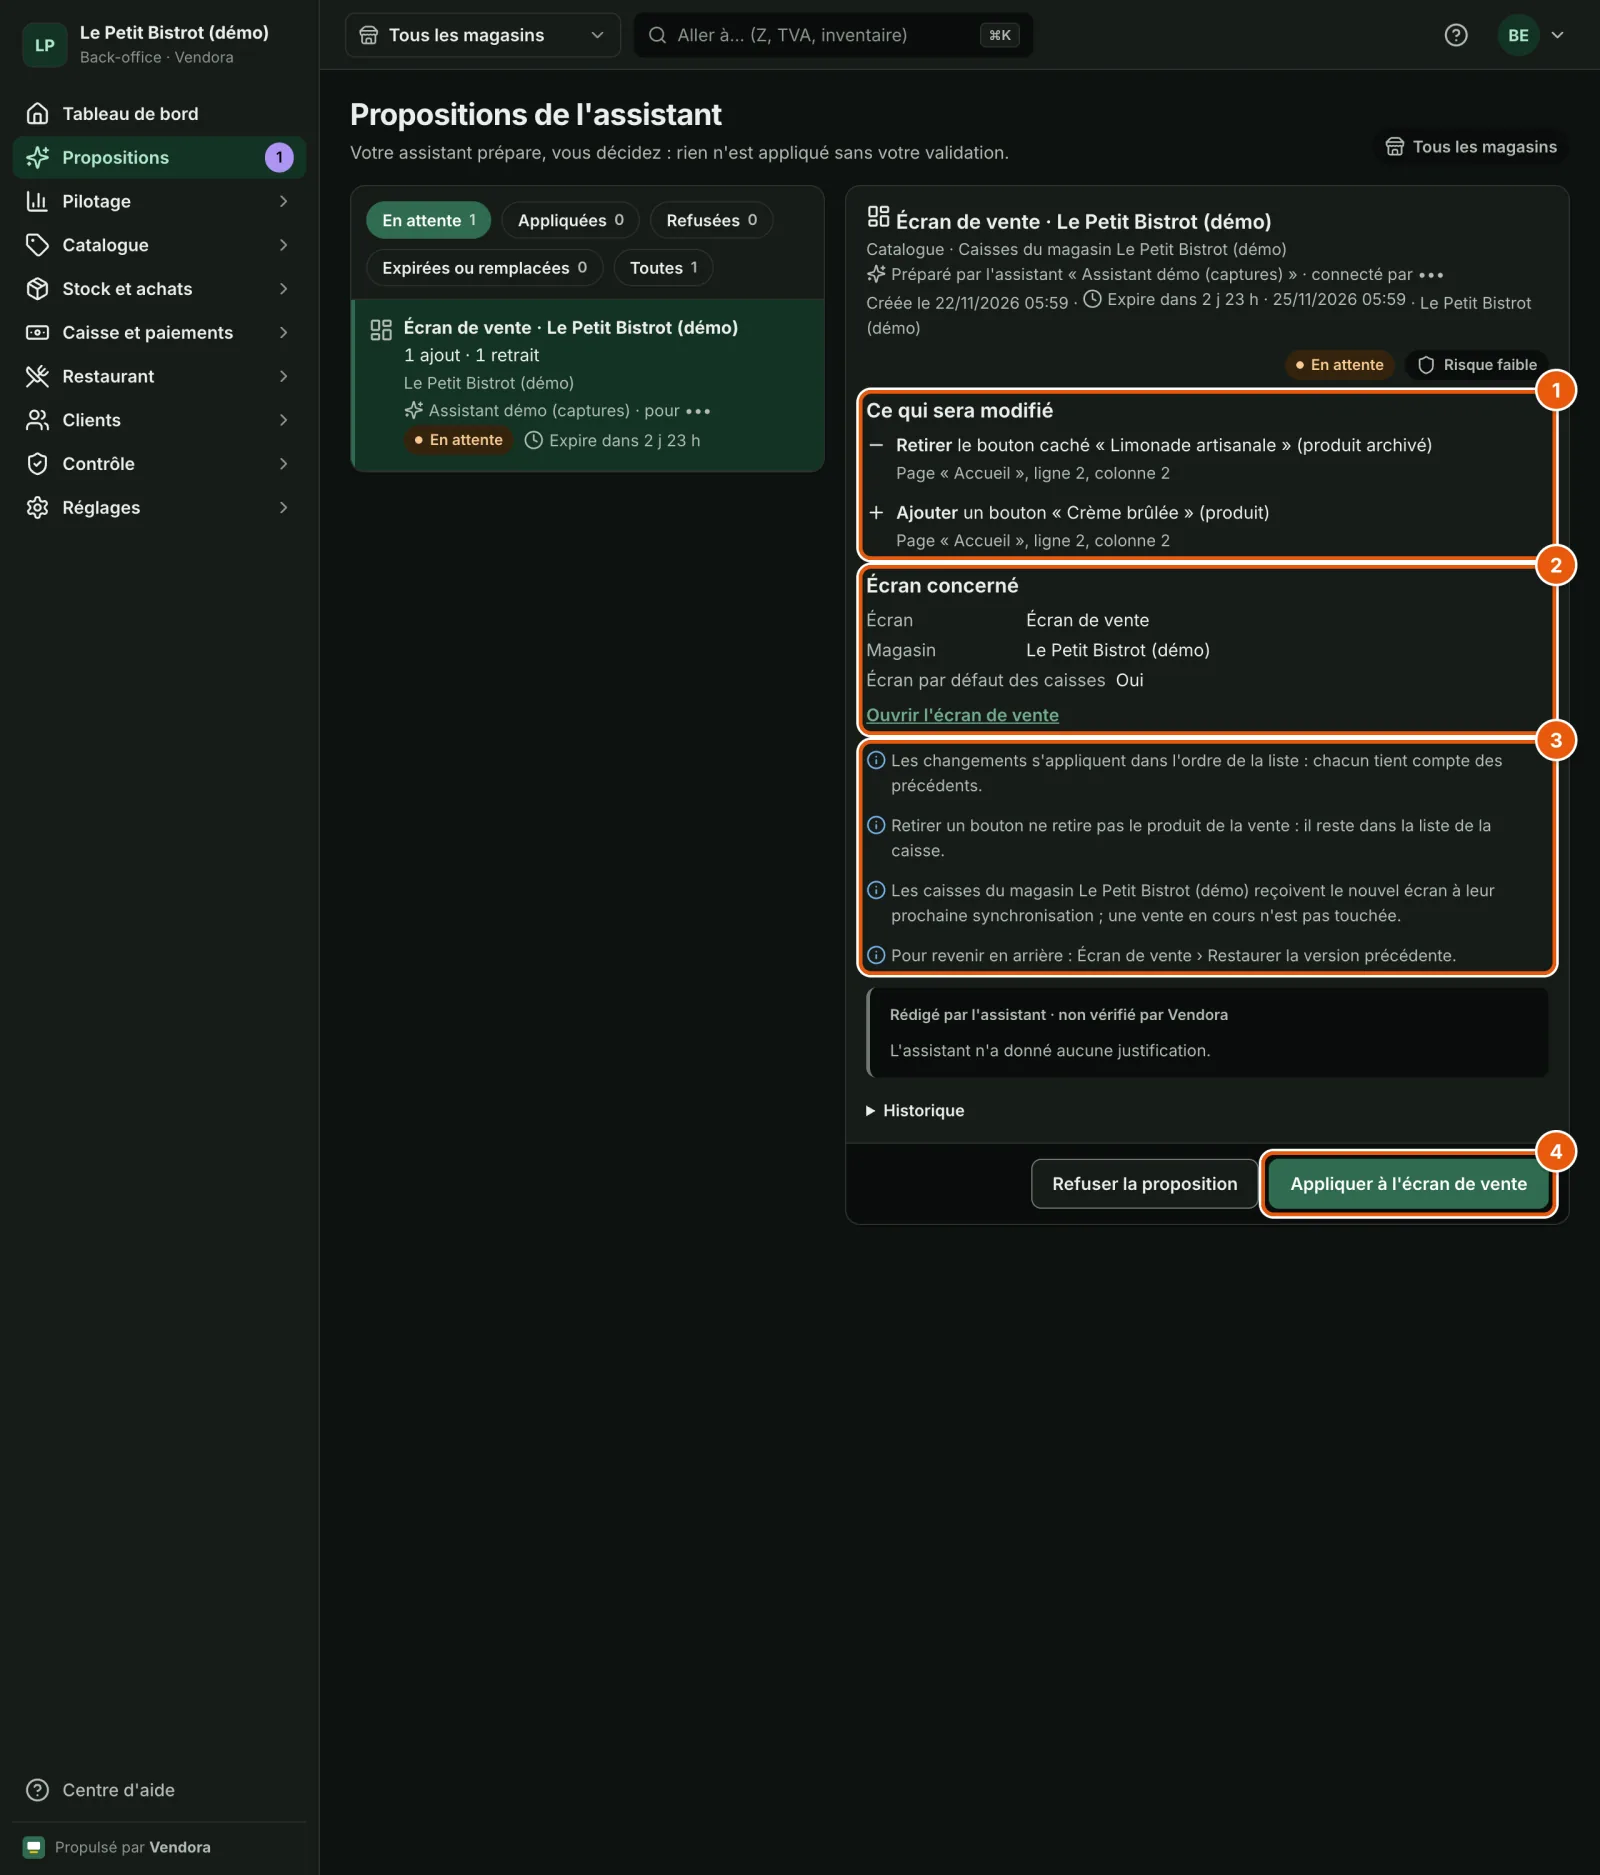 LP
Le Petit Bistrot (démo)
Back-office · Vendora
Tous les magasins
Aller à... (Z, TVA, inventaire)
⌘K
BE
Tableau de bord
Propositions 1
Pilotage
Catalogue
Stock et achats
Caisse et paiements
Restaurant
Clients
Contrôle
Réglages
Centre d'aide
Propulsé par Vendora
Propositions de l'assistant
Votre assistant prépare, vous décidez : rien n'est appliqué sans votre validation.
Tous les magasins
En attente 1
Appliquées 0
Refusées 0
Expirées ou remplacées 0
Toutes 1
Écran de vente · Le Petit Bistrot (démo)
1 ajout · 1 retrait
Le Petit Bistrot (démo)
Assistant démo (captures) · pour •••
En attente
Expire dans 2 j 23 h
Écran de vente · Le Petit Bistrot (démo)
Catalogue · Caisses du magasin Le Petit Bistrot (démo)
Préparé par l'assistant « Assistant démo (captures) » · connecté par •••
Créée le 22/11/2026 05:59 · Expire dans 2 j 23 h · 25/11/2026 05:59 · Le Petit Bistrot
(démo)
En attente
Risque faible
1
Ce qui sera modifié
− Retirer le bouton caché « Limonade artisanale » (produit archivé)
Page « Accueil », ligne 2, colonne 2
+ Ajouter un bouton « Crème brûlée » (produit)
Page « Accueil », ligne 2, colonne 2
2
Écran concerné
Écran Écran de vente
Magasin Le Petit Bistrot (démo)
Écran par défaut des caisses Oui
Ouvrir l'écran de vente
3
Les changements s'appliquent dans l'ordre de la liste : chacun tient compte des
précédents.
Retirer un bouton ne retire pas le produit de la vente : il reste dans la liste de la
caisse.
Les caisses du magasin Le Petit Bistrot (démo) reçoivent le nouvel écran à leur
prochaine synchronisation ; une vente en cours n'est pas touchée.
Pour revenir en arrière : Écran de vente › Restaurer la version précédente.
Rédigé par l'assistant · non vérifié par Vendora
L'assistant n'a donné aucune justification.
Historique
4
Refuser la proposition
Appliquer à l'écran de vente